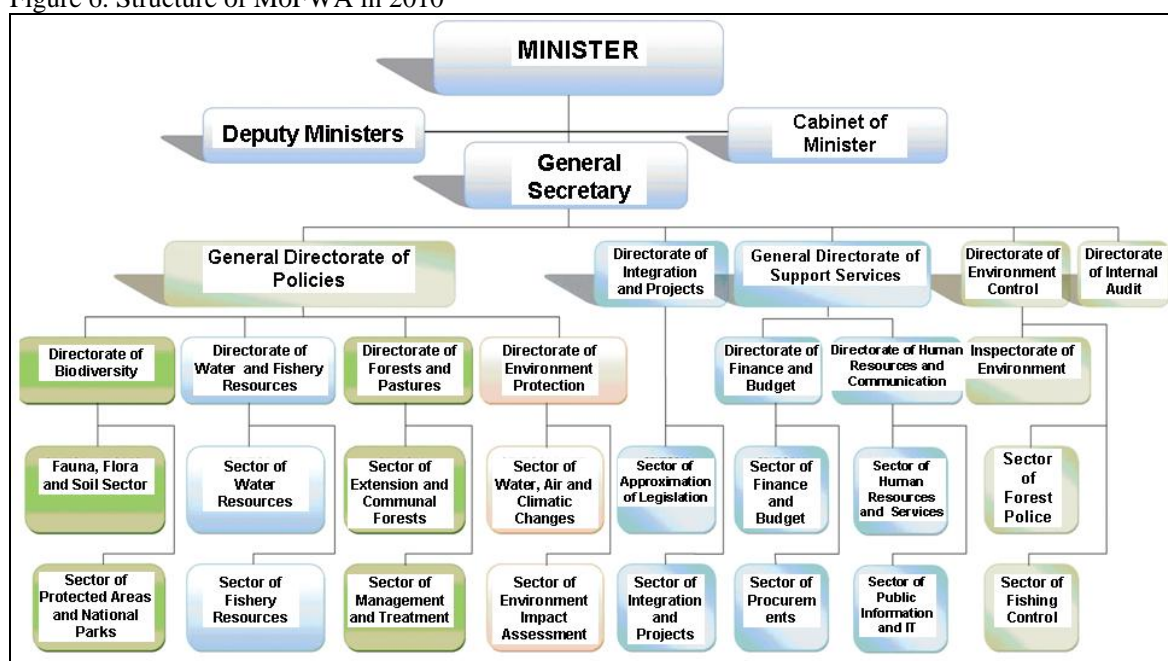 Figure 6. Structure of MoFWA in 2010
MINISTER
Deputy Ministers
Cabinet of
Minister
General
Secretary
General Directorate of
Policies
Directorate of
Integration
and Projects
General Directorate of
Support Services
Directorate of
Environment
Control
Directorate
of Internal
Audit
Directorate of
Biodiversity
Directorate of
Water and Fishery
Resources
Directorate of
Forests and
Pastures
Directorate of
Environment
Protection
Directorate of
Finance and
Budget
Directorate of Human
Resources and
Communication
Inspectorate of
Environment
Fauna, Flora
and Soil Sector
Sector of
Water
Resources
Sector of
Extension and
Communal
Forests
Sector of
Water, Air and
Climatic
Changes
Sector of
Approximation
of Legislation
Sector of
Finance
and
Budget
Sector of
Human
Resources
and Services
Sector
of
Forest
Police
Sector of
Protected Areas
and National
Parks
Sector of
Fishery
Resources
Sector of
Management
and Treatment
Sector of
Environment
Impact
Assessment
Sector of
Integration
and
Projects
Sector of
Procurem
ents
Sector of
Public
Information
and IT
Sector of
Fishing
Control